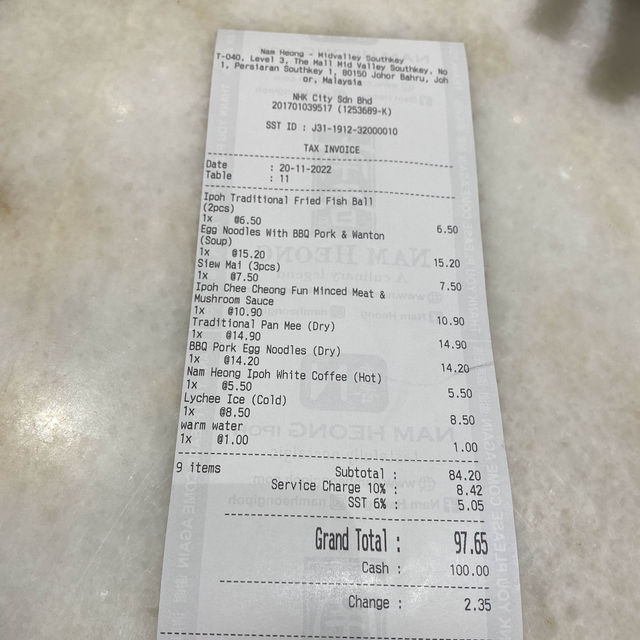 Nam Heong - Midvalley Southkey
T-040, Level 3, The Mall Mid Valley Southkey, No
1, Persiaran Southkey 1, 80150 Johor Bahru, Joh
or, Malaysia
NHK City Sdn Bhd
201701039517 (1253689-K)
SST ID : J31-1912-32000010
TAX INVOICE
Date : 20-11-2022
Table : 11
Ipoh Traditional Fried Fish Ball
(2pcs)
1x @6.50 6.50
Egg Noodles With BBQ Pork & Wanton
(Soup)
1x @15.20 15.20
Siew Mai (3pcs)
1x @7.50 7.50
Ipoh Chee Cheong Fun Minced Meat &
Mushroom Sauce
1x @10.90 10.90
Traditional Pan Mee (Dry)
1x @14.90 14.90
BBQ Pork Egg Noodles (Dry)
1x @14.20 14.20
Nam Heong Ipoh White Coffee (Hot)
1x @5.50 5.50
Lychee Ice (Cold)
1x @8.50 8.50
warm water
1x @1.00 1.00
9 items Subtotal : 84.20
Service Charge 10% : 8.42
SST 6% : 5.05
Grand Total : 97.65
Cash : 100.00
Change : 2.35